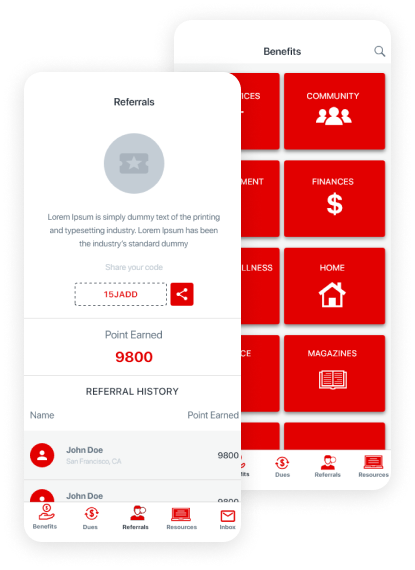 Benefits
ICES
COMMUNITY
MENT
FINANCES
LLNESS
HOME
CE
MAGAZINES
fits
Dues
Referrals
Resources
Referrals
Lorem Ipsum is simply dummy text of the printing
and typesetting industry. Lorem Ipsum has been
the industry's standard dummy
Share your code
15JADD
Point Earned
9800
REFERRAL HISTORY
Name Point Earned
John Doe
San Francisco, CA
9800
John Doe
9800
Benefits
Dues
Referrals
Resources
Inbox